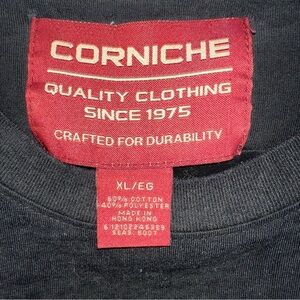 CORNICHE
QUALITY CLOTHING
SINCE 1975
CRAFTED FOR DURABILITY
XL/EG
60% COTTON
40% POLYESTER
MADE IN
HONG KONG